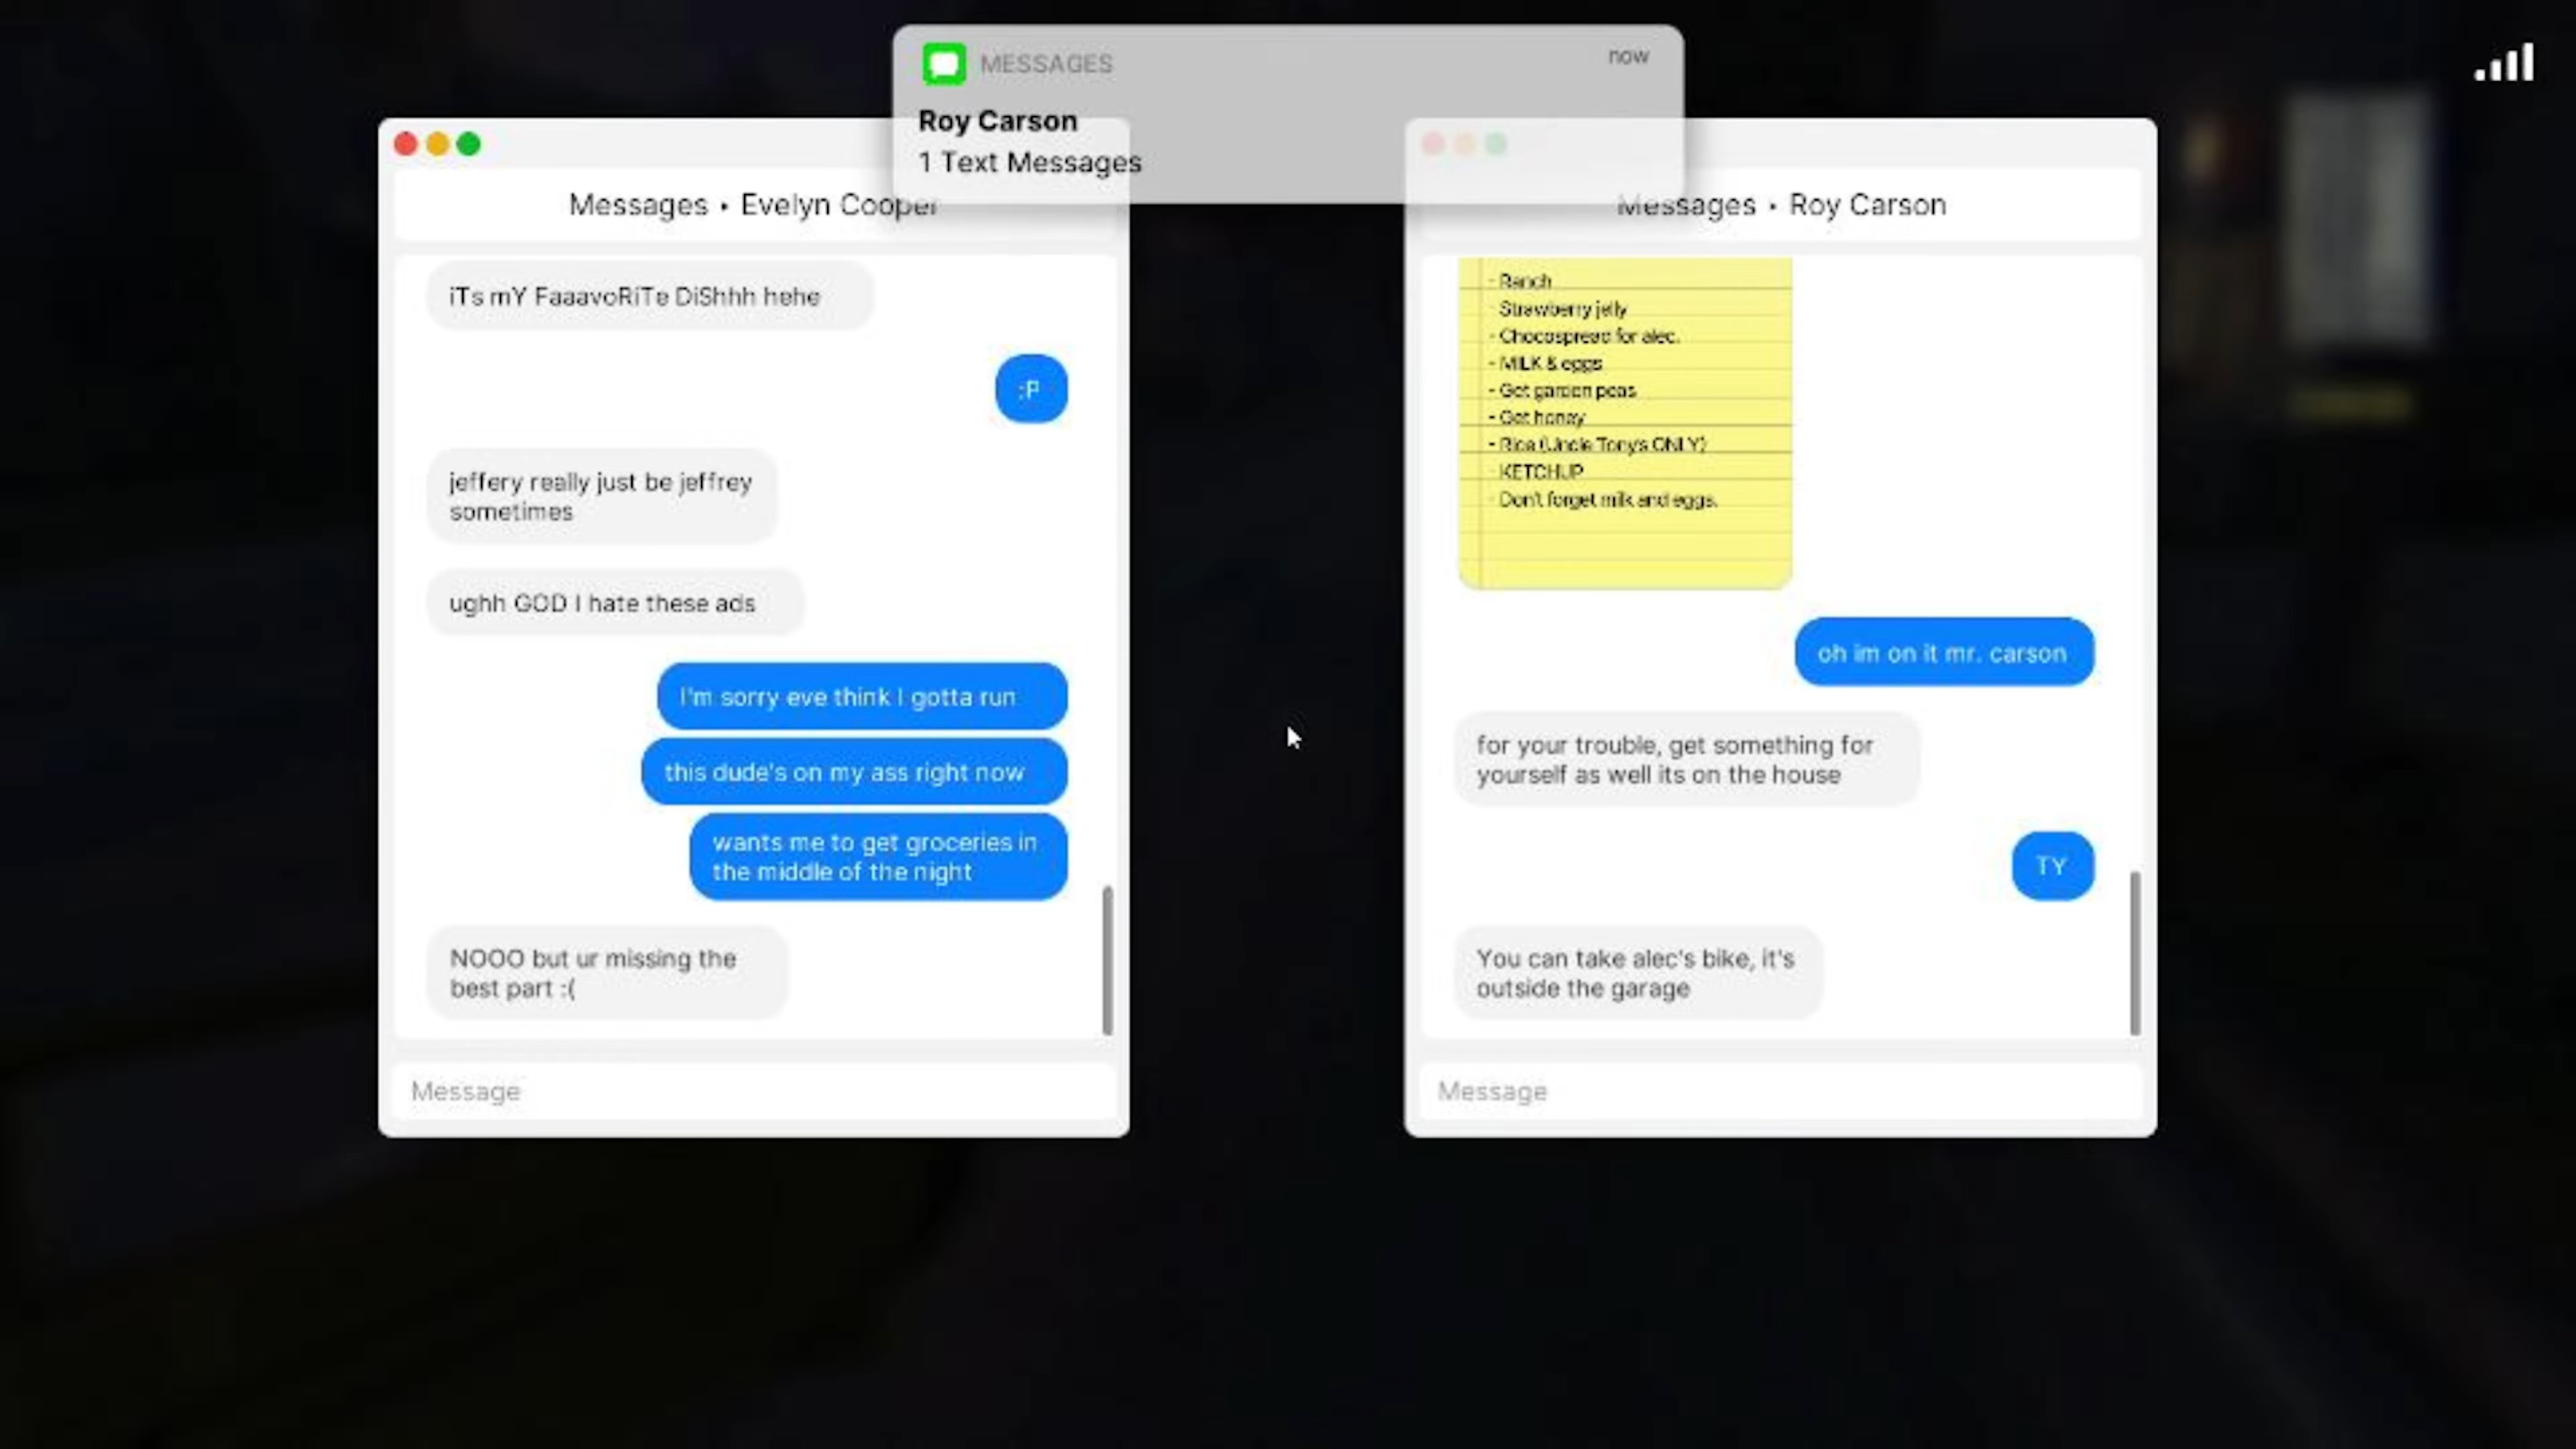 MESSAGES
now
Roy Carson
1 Text Messages
Messages • Evelyn Cooper
iTs mY FaaavoRiTe DiShhh hehe
:P
jeffery really just be jeffrey
sometimes
ughh GOD I hate these ads
I'm sorry eve think I gotta run
this dude's on my ass right now
wants me to get groceries in
the middle of the night
NOOO but ur missing the
best part :(
Message
Messages • Roy Carson
- Ranch
- Strawberry jelly
- Chocospread for alec.
- MILK & eggs
- Get garden peas
- Get honey
- Rice (Uncle Tony's ONLY)
- KETCHUP
- Don't forget milk and eggs.
oh im on it mr. carson
for your trouble, get something for
yourself as well its on the house
TY
You can take alec's bike, it's
outside the garage
Message